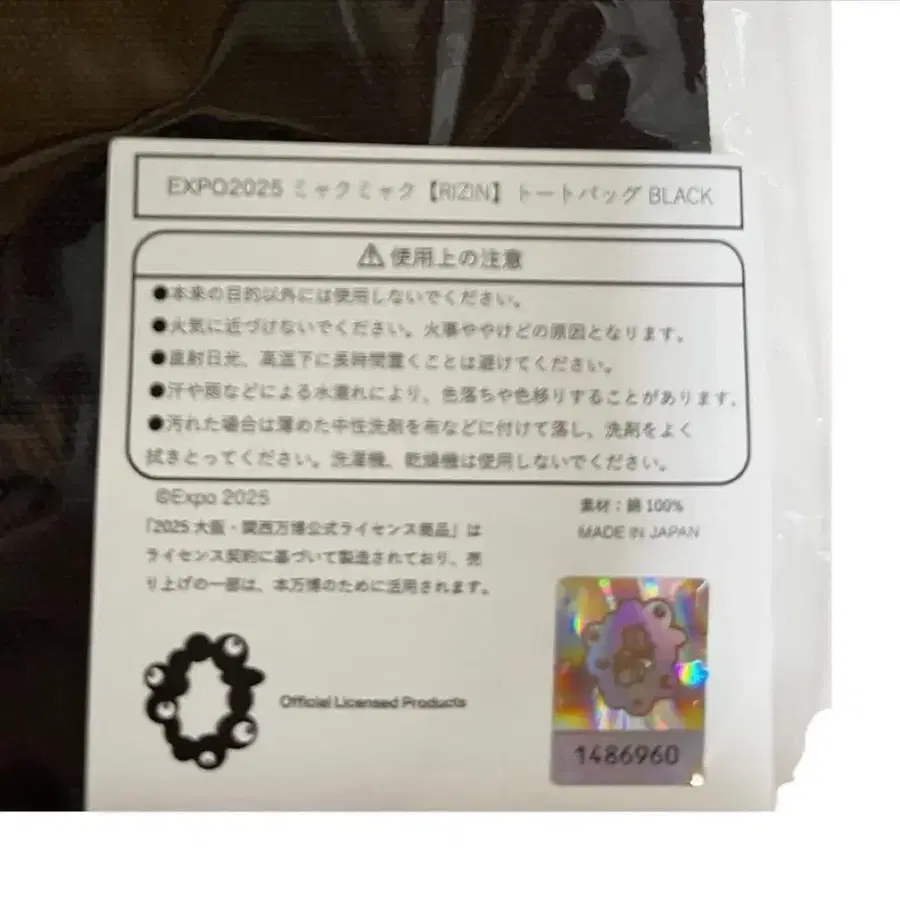 EXPO2025 ミャクミャク【RIZIN】トートバッグ BLACK
⚠使用上の注意
●本来の目的以外には使用しないでください。
●火気に近づけないでください。火事ややけどの原因となります。
●直射日光、高温下に長時間置くことは避けてください。
●汗や雨などによる水濡れにより、色落ちや色移りすることがあります。
●汚れた場合は薄めた中性洗剤を布などに付けて落し、洗剤をよく
拭きとってください。洗濯機、乾燥機は使用しないでください。
©Expo 2025
「2025 大阪・関西万博公式ライセンス商品」は
ライセンス契約に基づいて製造されており、売
り上げの一部は、本万博のために活用されます。
素材：綿 100%
MADE IN JAPAN
Official Licensed Products
1486960